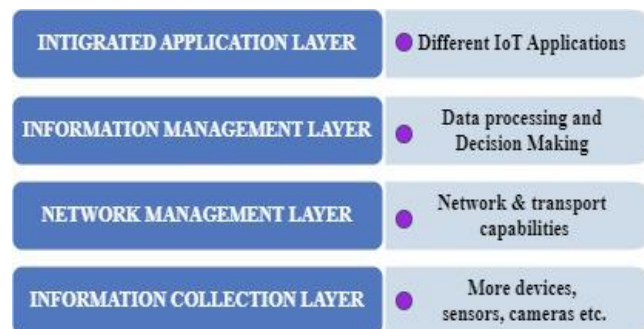 INTIGRATED APPLICATION LAYER
Different IoT Applications
INFORMATION MANAGEMENT LAYER
Data processing and
Decision Making
NETWORK MANAGEMENT LAYER
Network & transport
capabilities
INFORMATION COLLECTION LAYER
More devices,
sensors, cameras etc.